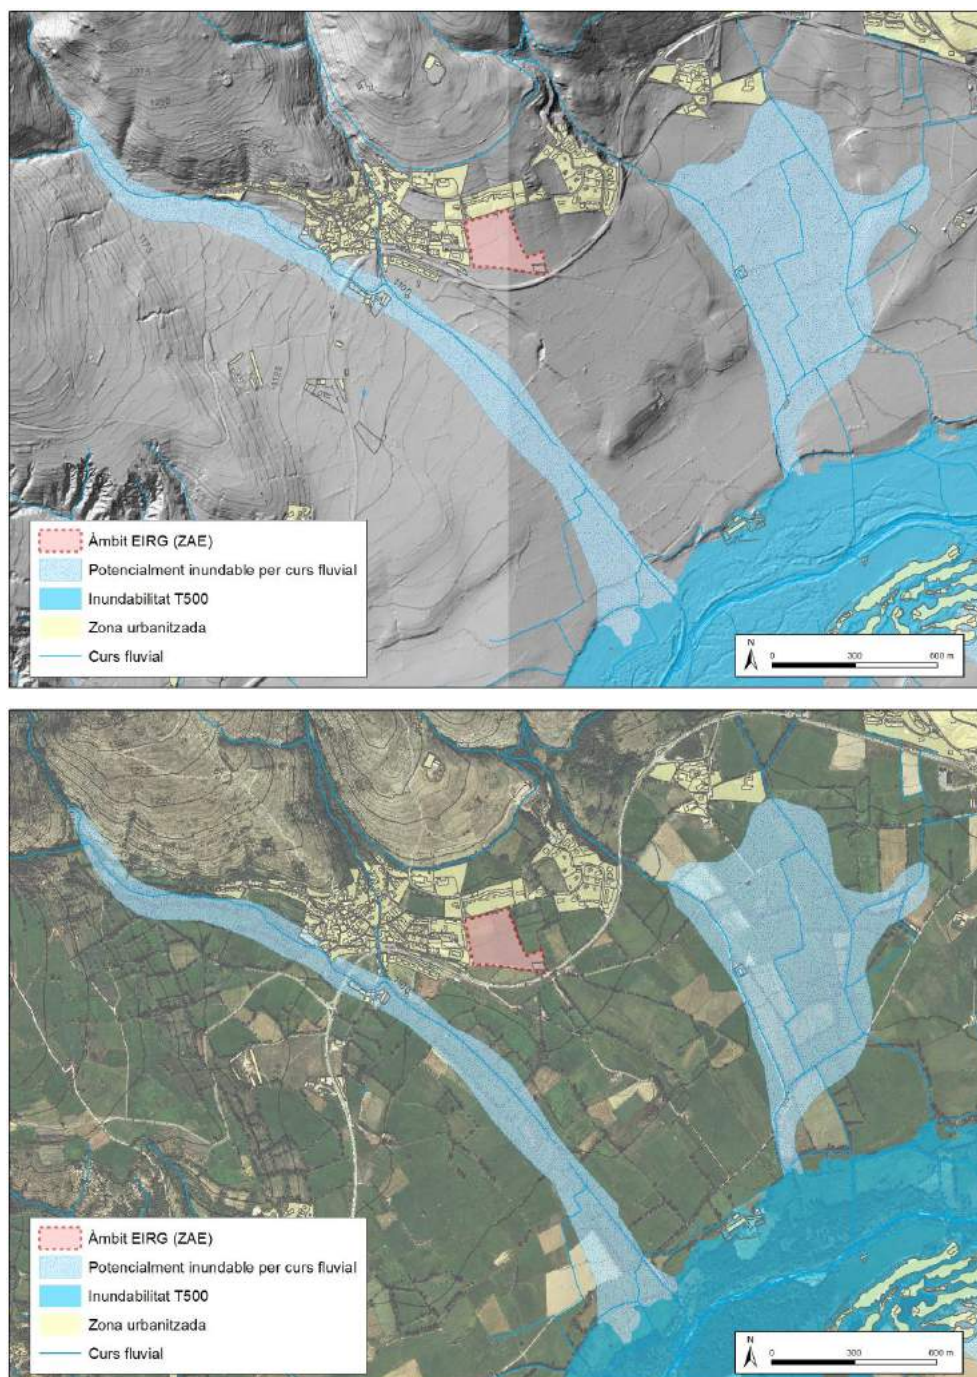 Àmbit EIRG (ZAE)
Potencialment inundable per curs fluvial
Inundabilitat T500
Zona urbanitzada
Curs fluvial
N
0 300 600 m
Àmbit EIRG (ZAE)
Potencialment inundable per curs fluvial
Inundabilitat T500
Zona urbanitzada
Curs fluvial
N
0 300 600 m